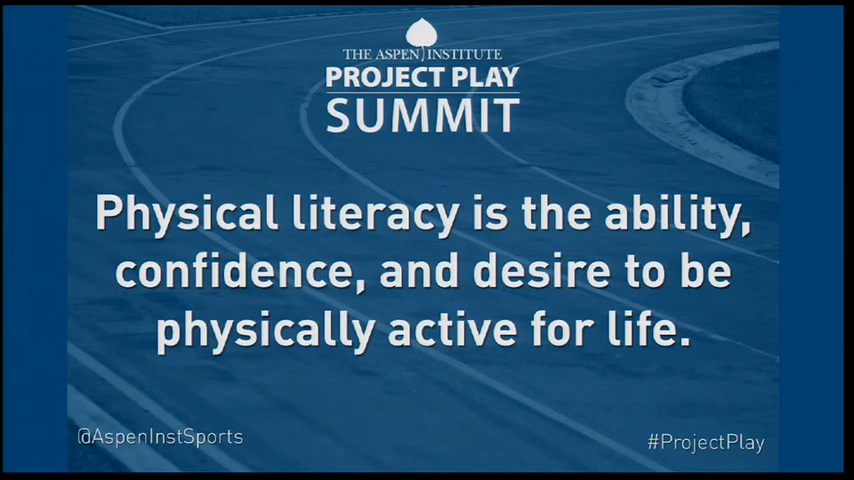 THE ASPEN INSTITUTE
PROJECT PLAY
SUMMIT
Physical literacy is the ability,
confidence, and desire to be
physically active for life.
@AspenInstSports
#ProjectPlay